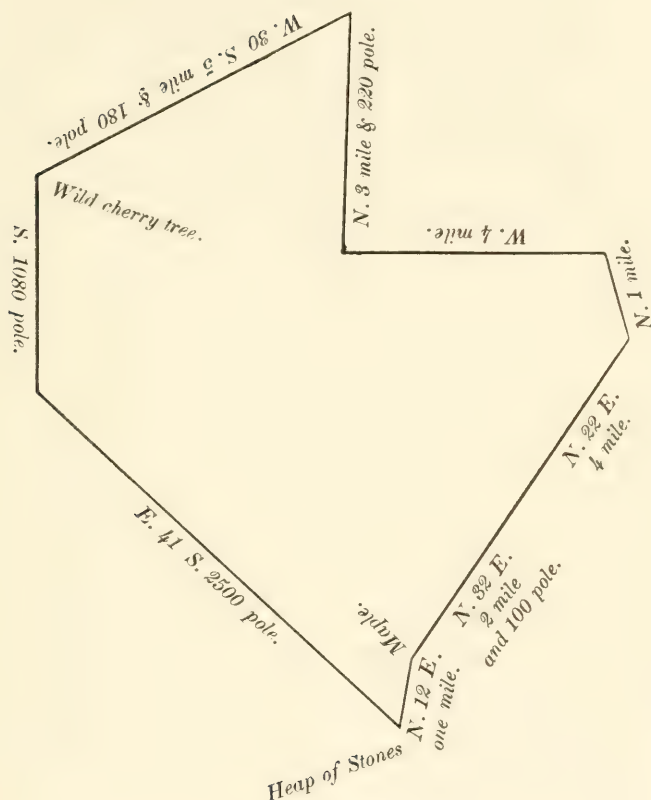 W. 30 S. 5 mile & 180 pole.
N. 3 mile & 220 pole.
Wild cherry tree.
W. 4 mile.
N. 1 mile.
S. 1080 pole.
N. 22 E.
4 mile.
E. 41 S. 2500 pole.
N. 32 E.
2 mile
and 100 pole.
Maple.
N. 12 E.
one mile.
Heap of Stones